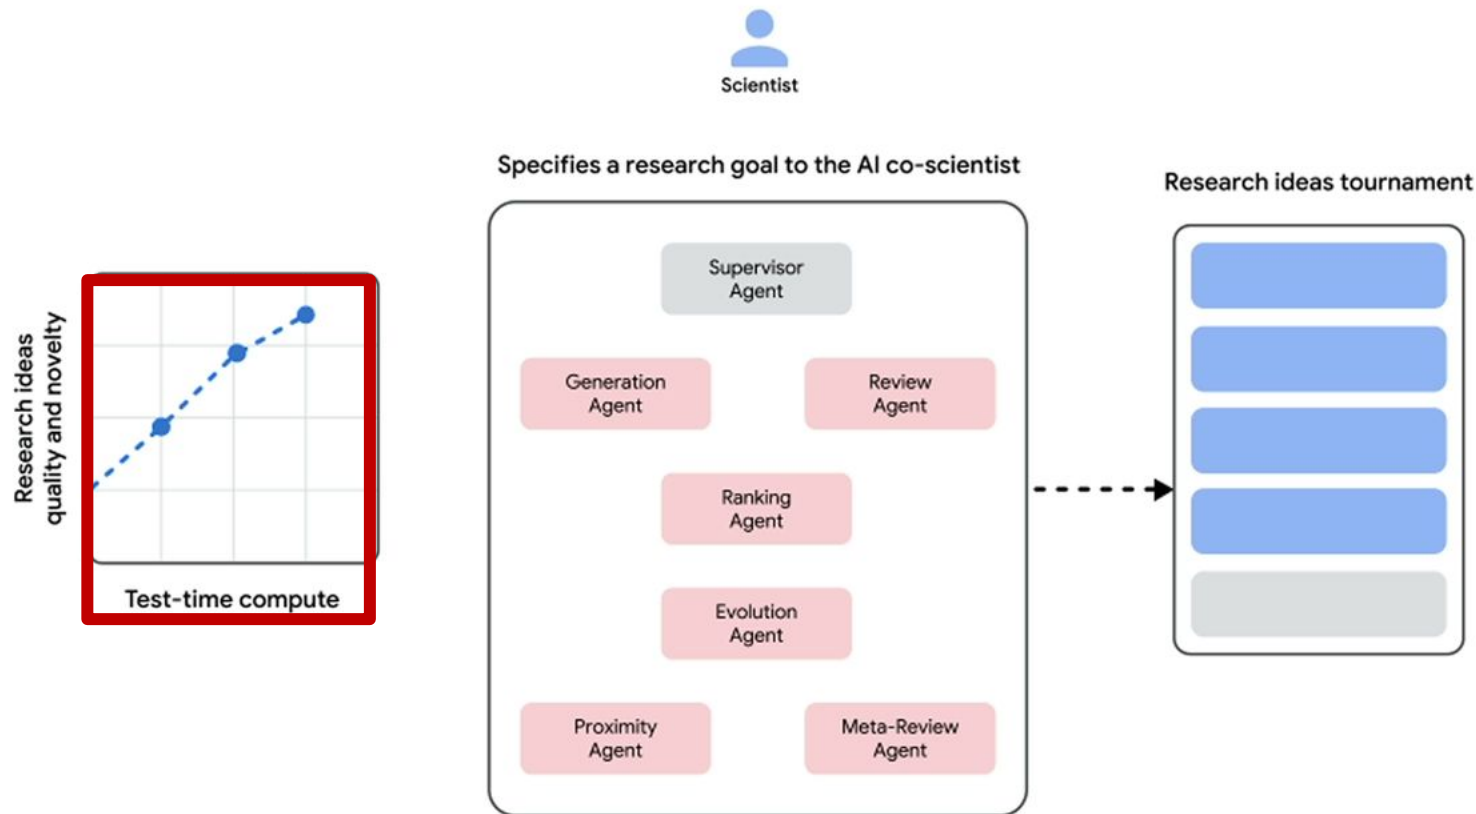 Scientist
Specifies a research goal to the AI co-scientist
Research ideas tournament
Research ideas
quality and novelty
Test-time compute
Supervisor
Agent
Generation
Agent
Review
Agent
Ranking
Agent
Evolution
Agent
Proximity
Agent
Meta-Review
Agent